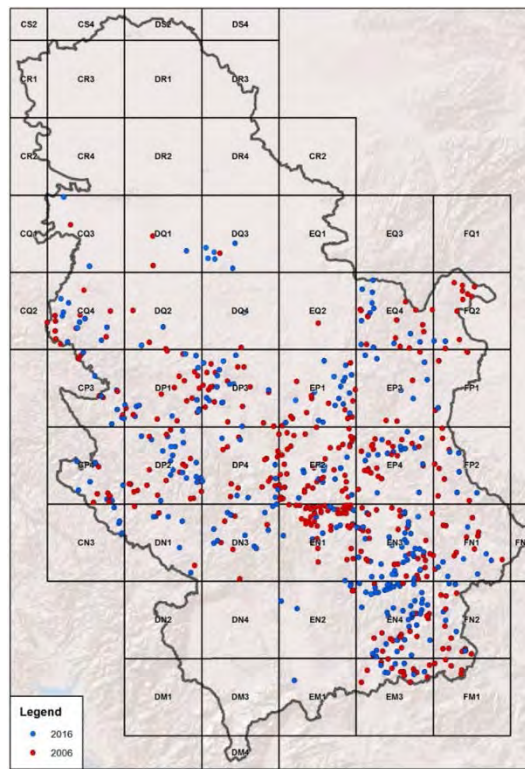 CS2 CS4 DS2 DS4
CR1 CR3 DR1 DR3
CR2 CR4 DR2 DR4 CR2
CQ1 CQ3 DQ1 DQ3 EQ1 EQ3 FQ1
CQ2 CQ4 DQ2 DQ4 EQ2 EQ4 FQ2
CP3 DP1 DP3 EP1 EP3 FP1
CP4 DP2 DP4 EP2 EP4 FP2
CN3 DN1 DN3 EN1 EN3 FN1 FN
DN2 DN4 EN2 EN4 FN2
DM1 DM3 EM1 EM3 FM1
DM4
Legend
2016
2006